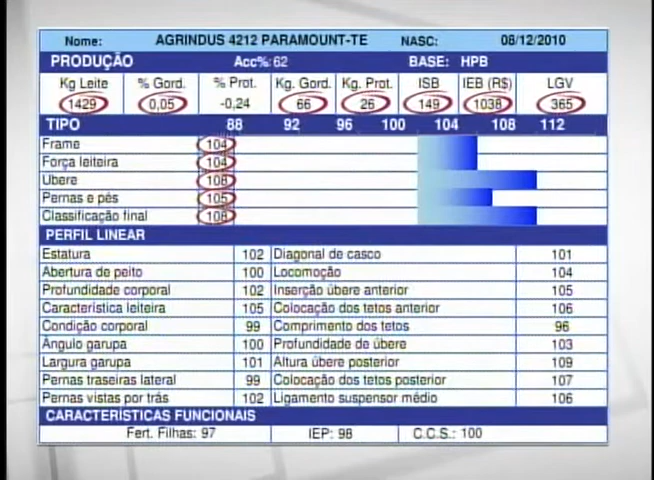 Nome: AGRINDUS 4212 PARAMOUNT-TE NASC: 08/12/2010
PRODUÇÃO Acc%: 62 BASE: HPB
Kg Leite % Gord. % Prot. Kg. Gord. Kg. Prot. ISB IEB (R$) LGV
1429 0,05 -0,24 66 26 149 1038 365
TIPO 88 92 96 100 104 108 112
Frame 104
Força leiteira 104
Ubere 108
Pernas e pés 105
Classificação final 108
PERFIL LINEAR
Estatura 102 Diagonal de casco 101
Abertura de peito 100 Locomoção 104
Profundidade corporal 102 Inserção úbere anterior 105
Característica leiteira 105 Colocação dos tetos anterior 106
Condição corporal 99 Comprimento dos tetos 96
Ângulo garupa 100 Profundidade de úbere 103
Largura garupa 101 Altura úbere posterior 109
Pernas traseiras lateral 99 Colocação dos tetos posterior 107
Pernas vistas por trás 102 Ligamento suspensor médio 106
CARACTERÍSTICAS FUNCIONAIS
Fert. Filhas: 97 IEP: 98 C.C.S.: 100